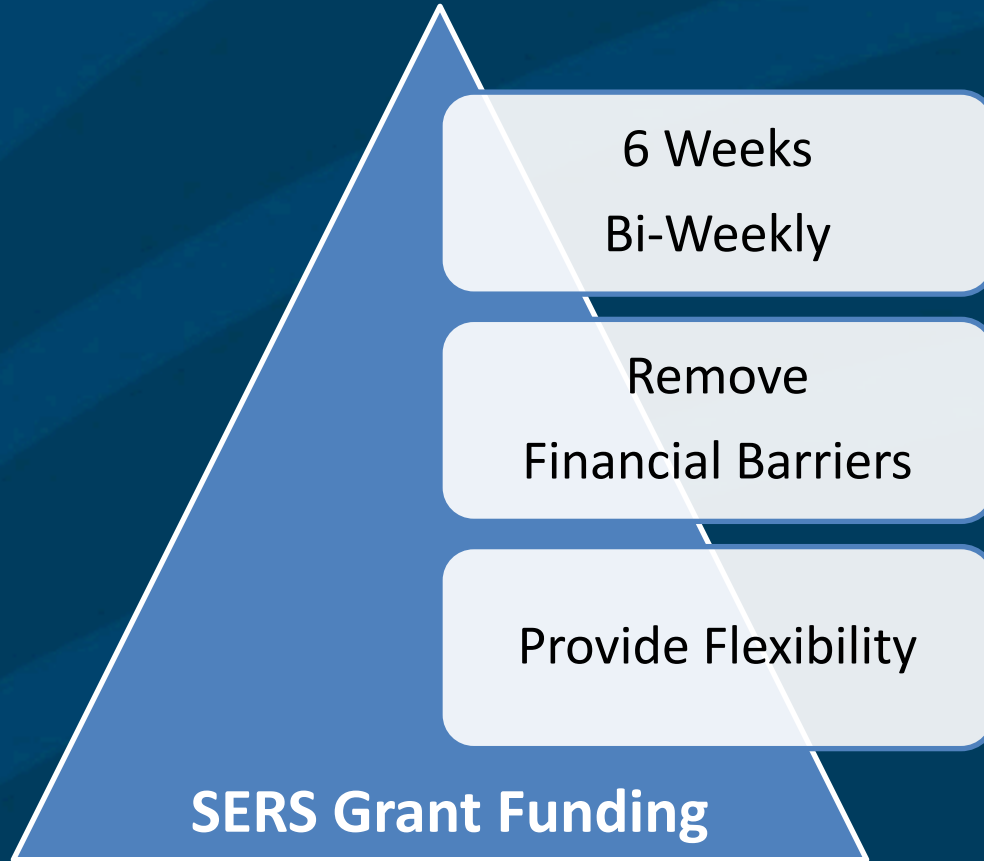 6 Weeks
Bi-Weekly
Remove
Financial Barriers
Provide Flexibility
SERS Grant Funding